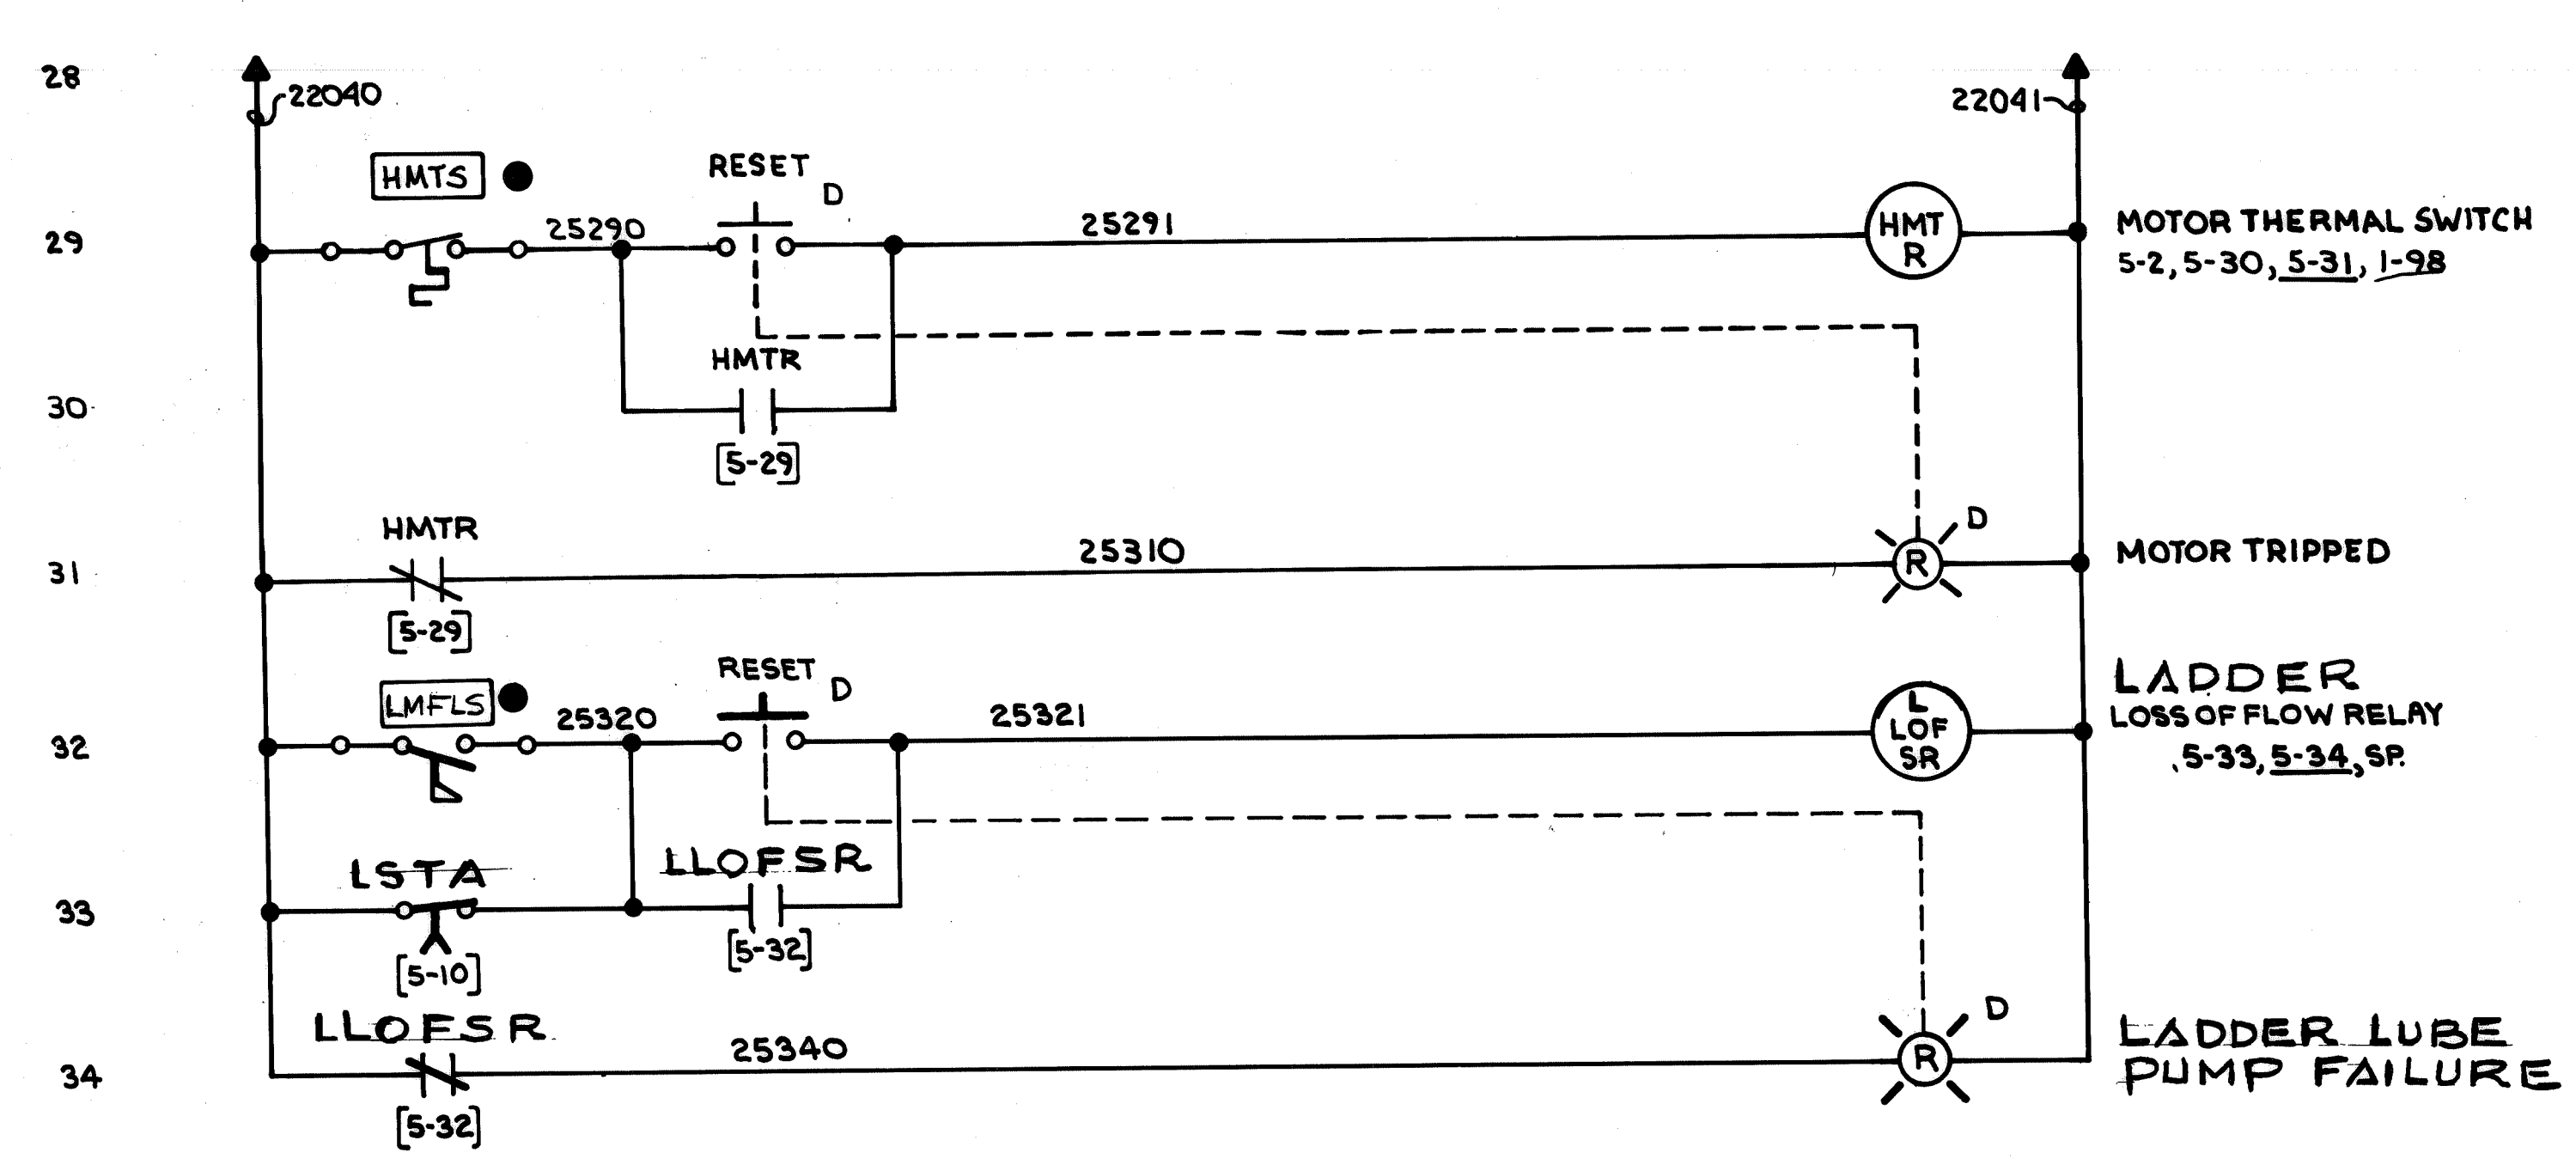 28
22040
22041
HMTS
RESET
D
29
25290
25291
HMT
R
MOTOR THERMAL SWITCH
5-2, 5-30, 5-31, 1-98
HMTR
30
[5-29]
HMTR
31
25310
R
D
MOTOR TRIPPED
[5-29]
LMFLS
RESET
D
32
25320
25321
L
LOF
SR
LADDER
LOSS OF FLOW RELAY
5-33, 5-34, SP.
LSTA
LLOFSR
33
[5-10]
[5-32]
LLOFSR
34
25340
R
D
LADDER LUBE
PUMP FAILURE
[5-32]